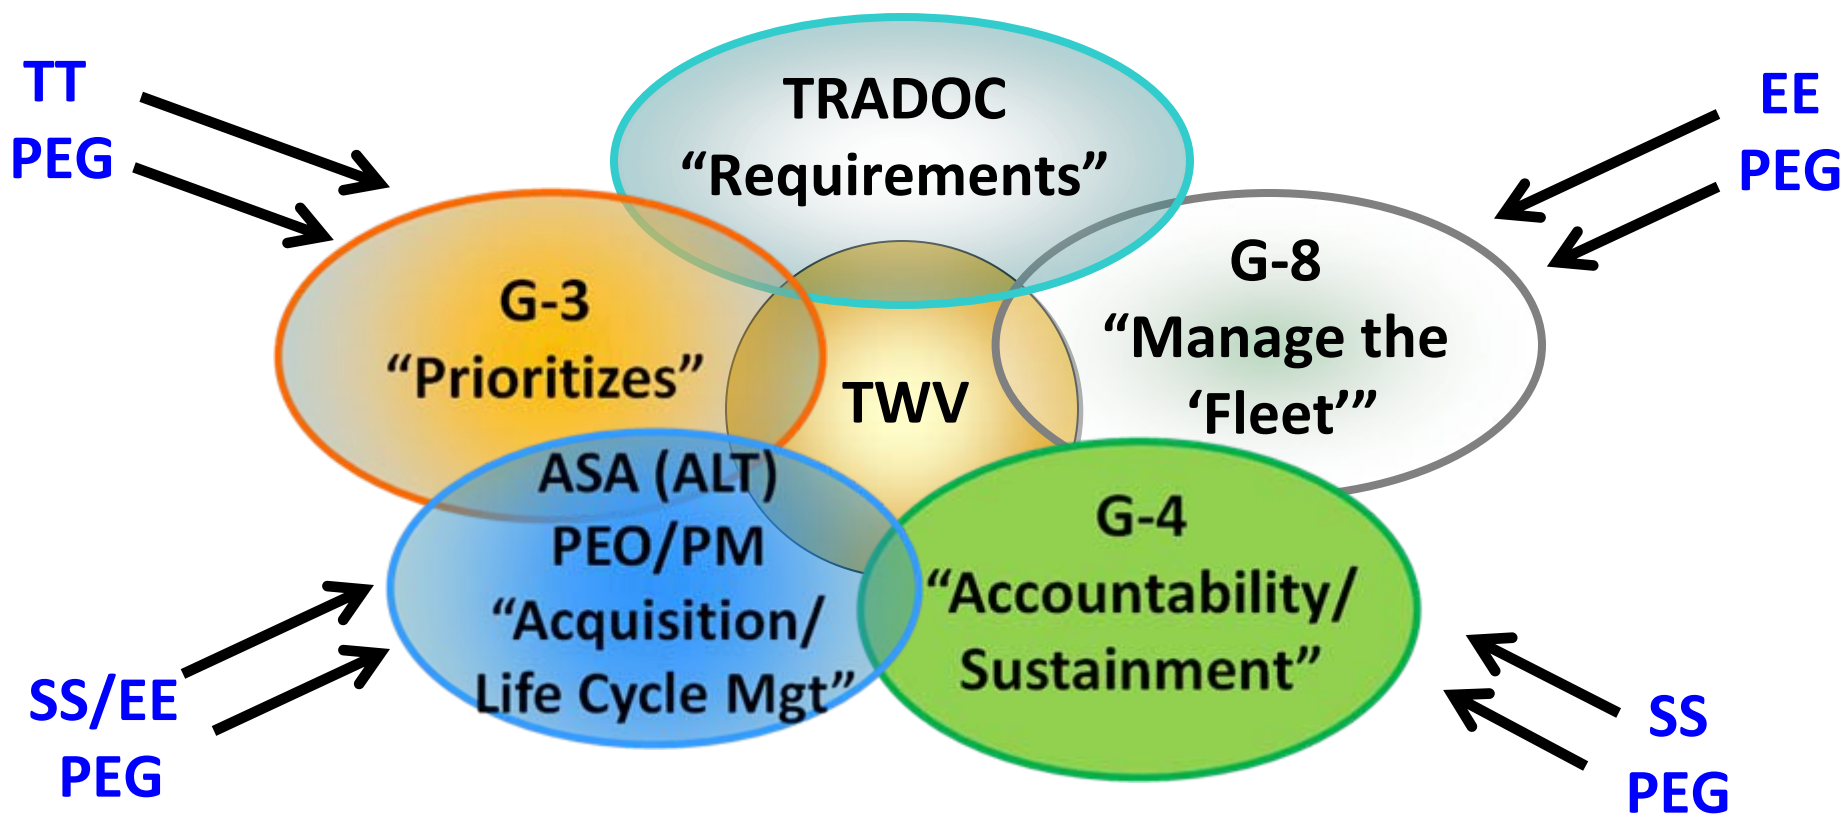 TT
PEG
TRADOC
“Requirements”
EE
PEG
G-3
“Prioritizes”
G-8
“Manage the
‘Fleet’”
TWV
ASA (ALT)
PEO/PM
“Acquisition/
Life Cycle Mgt”
G-4
“Accountability/
Sustainment”
SS/EE
PEG
SS
PEG